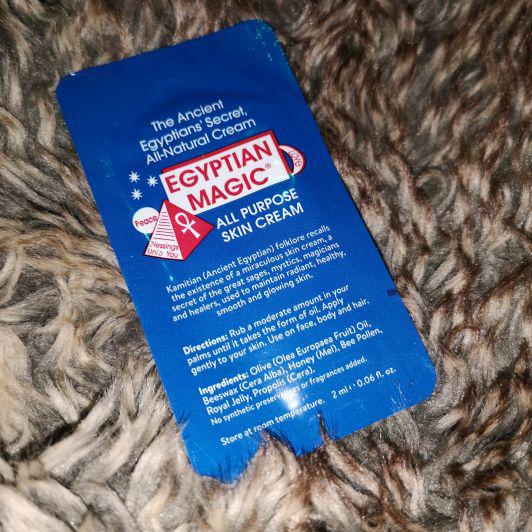 The Ancient
Egyptians' Secret,
All-Natural Cream
EGYPTIAN
MAGIC®
ALL PURPOSE
SKIN CREAM
Peace
Blessings
Unto You
Kamitian (Ancient Egyptian) folklore recalls
the existence of a miraculous skin cream, a
secret of the great sages, mystics, magicians
and healers, used to maintain radiant, healthy,
smooth and glowing skin.
Directions: Rub a moderate amount in your
palms until it takes the form of oil. Apply
gently to your skin. Use on face, body and hair.
Ingredients: Olive (Olea Europaea Fruit) Oil,
Beeswax (Cera Alba), Honey (Mel), Bee Pollen,
Royal Jelly, Propolis (Cera).
No synthetic preservatives or fragrances added.
Store at room temperature. 2 ml · 0.06 fl. oz.